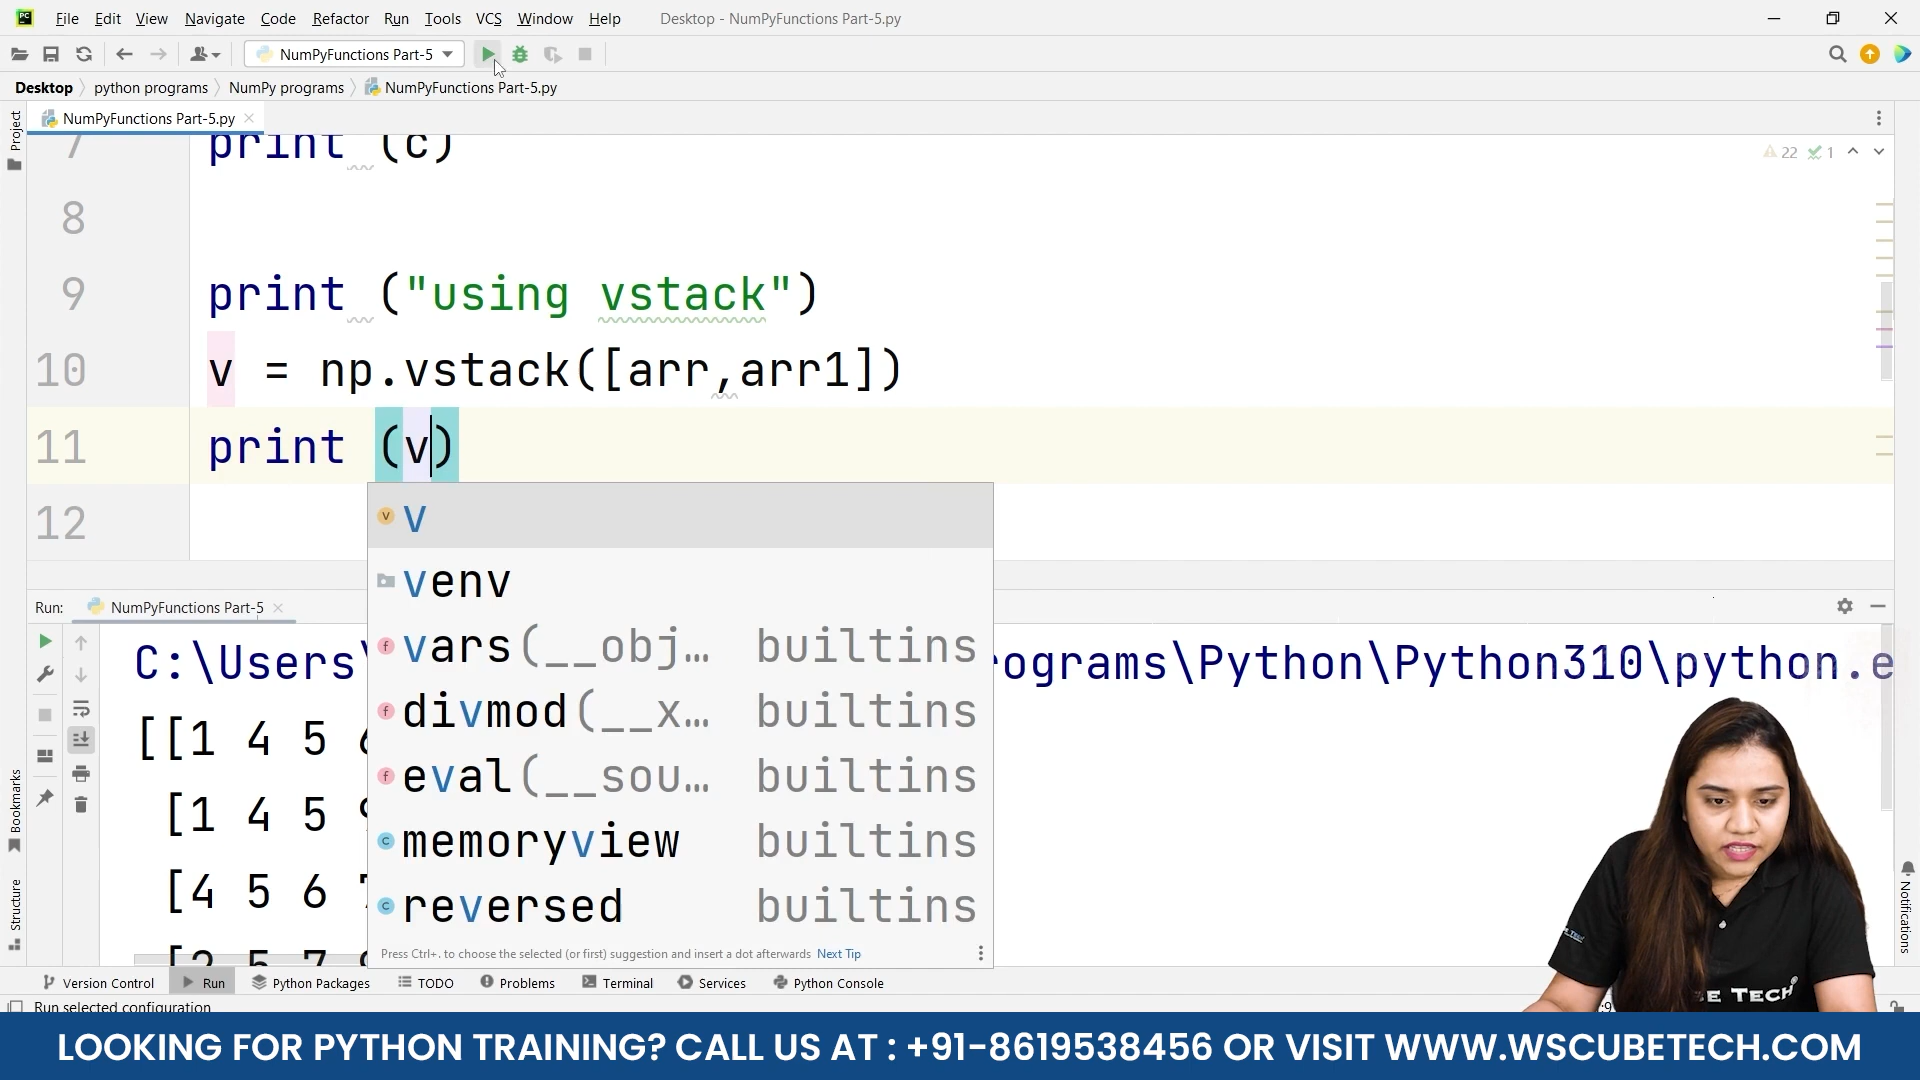 File Edit View Navigate Code Refactor Run Tools VCS Window Help Desktop - NumPyFunctions Part-5.py
NumPyFunctions Part-5
Desktop python programs NumPy programs NumPyFunctions Part-5.py
Project
NumPyFunctions Part-5.py
7 print (c)
22 1
8
9 print ("using vstack")
10 v = np.vstack([arr,arr1])
11 print (v)
12
v
venv
vars(__obj… builtins
divmod(__x… builtins
eval(__sou… builtins
memoryview builtins
reversed builtins
Press Ctrl+. to choose the selected (or first) suggestion and insert a dot afterwards Next Tip
Run: NumPyFunctions Part-5
C:\Users\ ograms\Python\Python310\python.e
[[1 4 5
[1 4 5
[4 5 6
[2 5 7
Bookmarks
Structure
Notifications
Version Control Run Python Packages TODO Problems Terminal Services Python Console
Run selected configuration
BE TECH
LOOKING FOR PYTHON TRAINING? CALL US AT : +91-8619538456 OR VISIT WWW.WSCUBETECH.COM